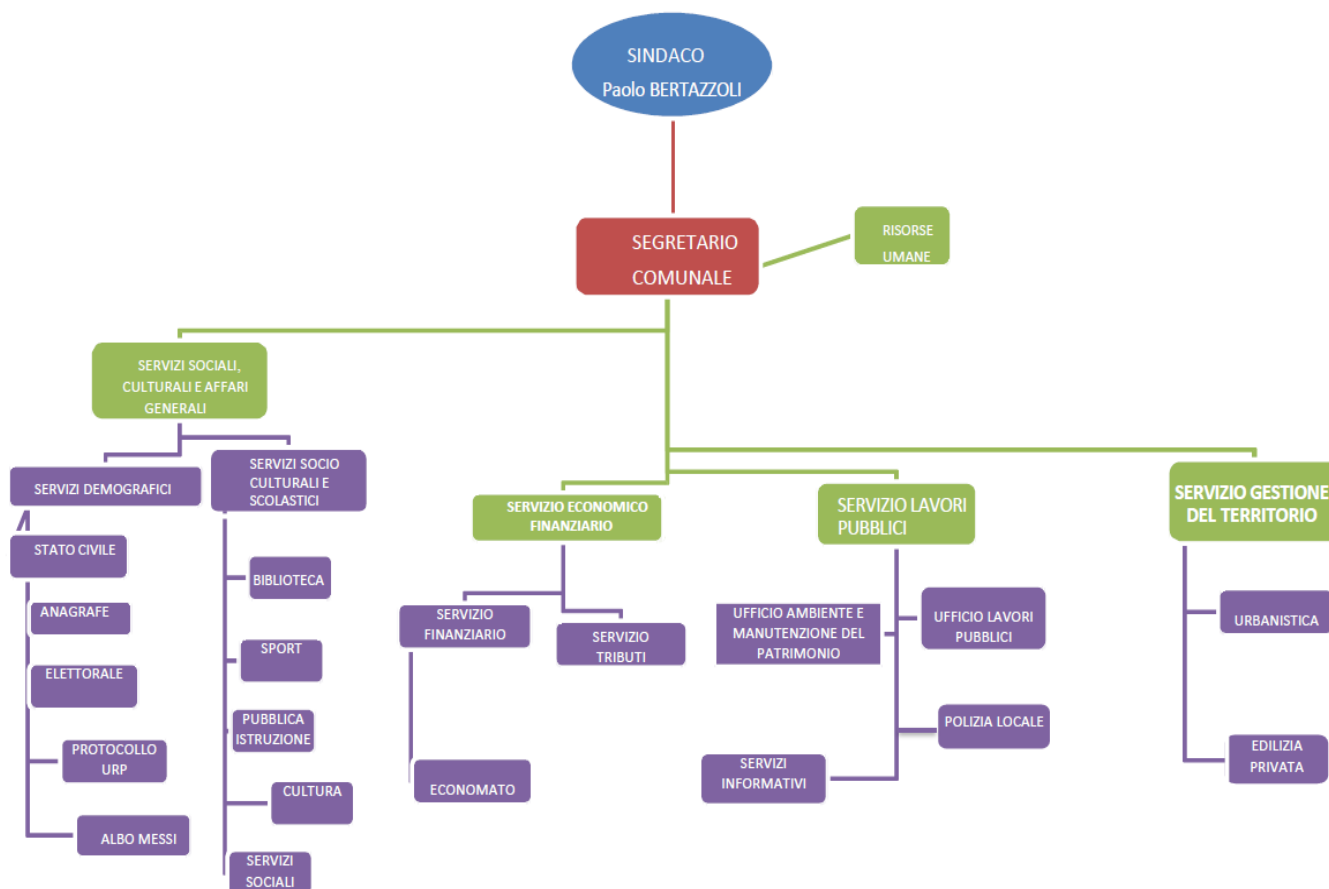 SINDACO
Paolo BERTAZZOLI
SEGRETARIO
COMUNALE
RISORSE
UMANE
SERVIZI SOCIALI,
CULTURALI E AFFARI
GENERALI
SERVIZI DEMOGRAFICI
STATO CIVILE
ANAGRAFE
ELETTORALE
PROTOCOLLO
URP
ALBO MESSI
SERVIZI SOCIO
CULTURALI E
SCOLASTICI
BIBLIOTECA
SPORT
PUBBLICA
ISTRUZIONE
CULTURA
SERVIZI
SOCIALI
SERVIZIO ECONOMICO
FINANZIARIO
SERVIZIO
FINANZIARIO
SERVIZIO
TRIBUTI
ECONOMATO
SERVIZIO LAVORI
PUBBLICI
UFFICIO AMBIENTE E
MANUTENZIONE DEL
PATRIMONIO
UFFICIO LAVORI
PUBBLICI
POLIZIA LOCALE
SERVIZI
INFORMATIVI
SERVIZIO GESTIONE
DEL TERRITORIO
URBANISTICA
EDILIZIA
PRIVATA